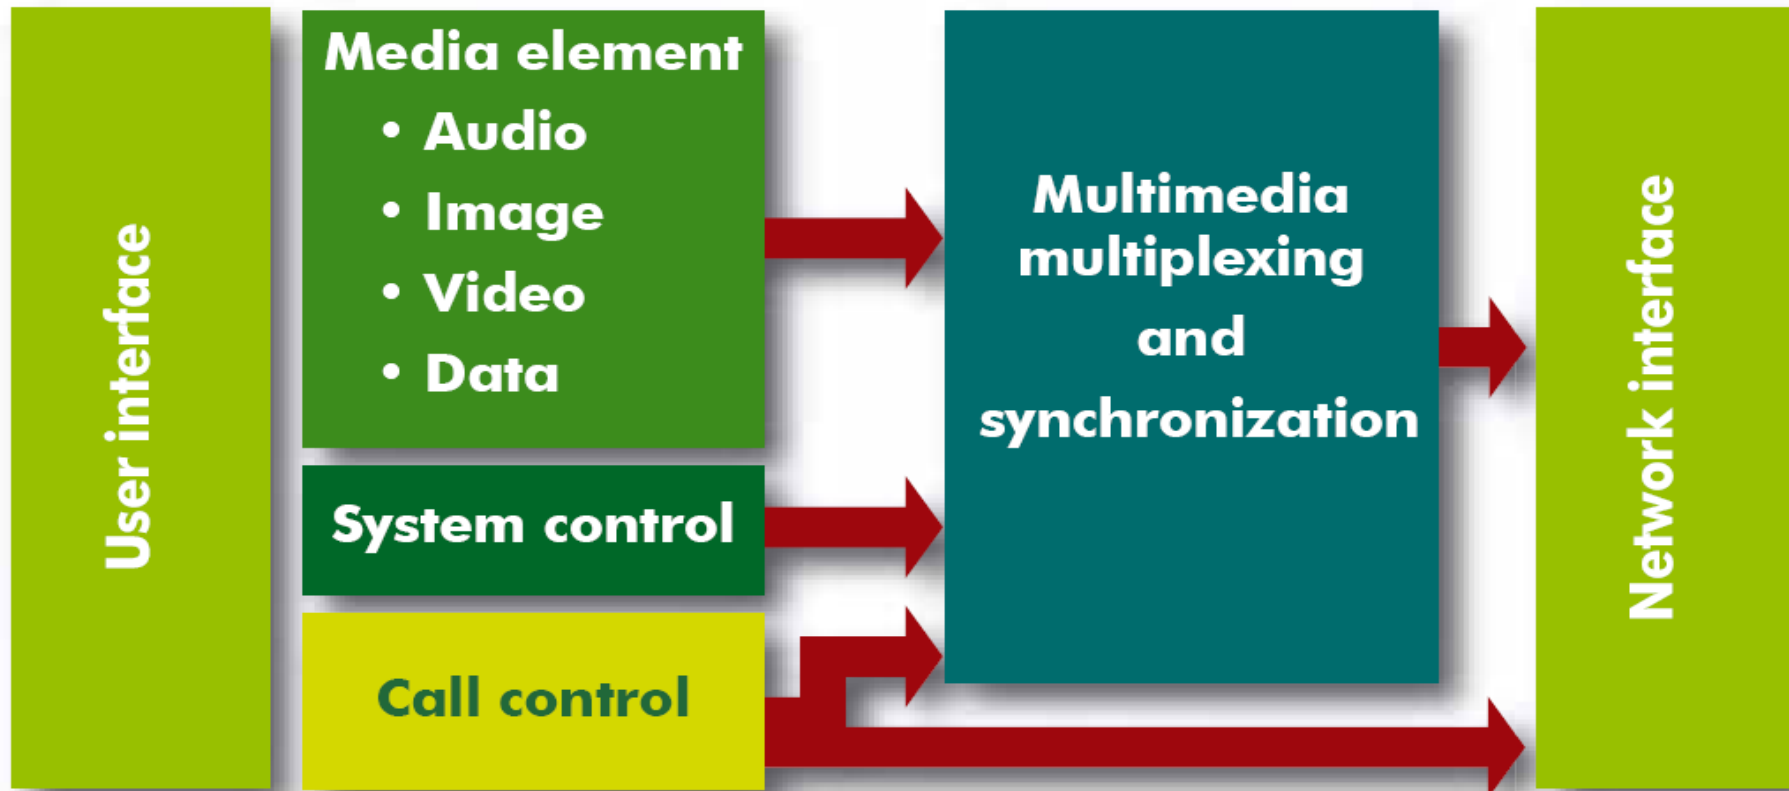 User interface
Media element
• Audio
• Image
• Video
• Data
System control
Call control
Multimedia
multiplexing
and
synchronization
Network interface